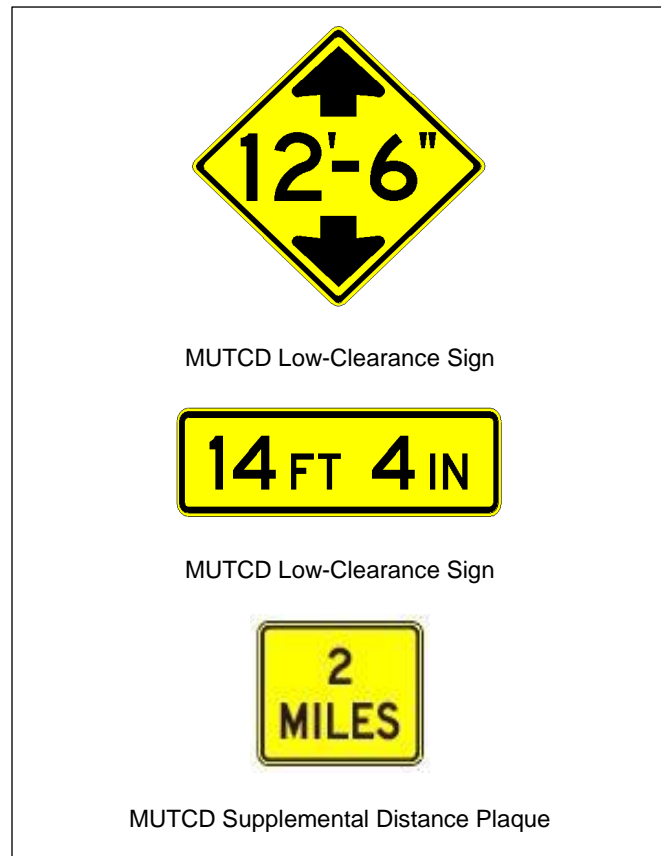 12'-6"
MUTCD Low-Clearance Sign
14 FT 4 IN
MUTCD Low-Clearance Sign
2
MILES
MUTCD Supplemental Distance Plaque